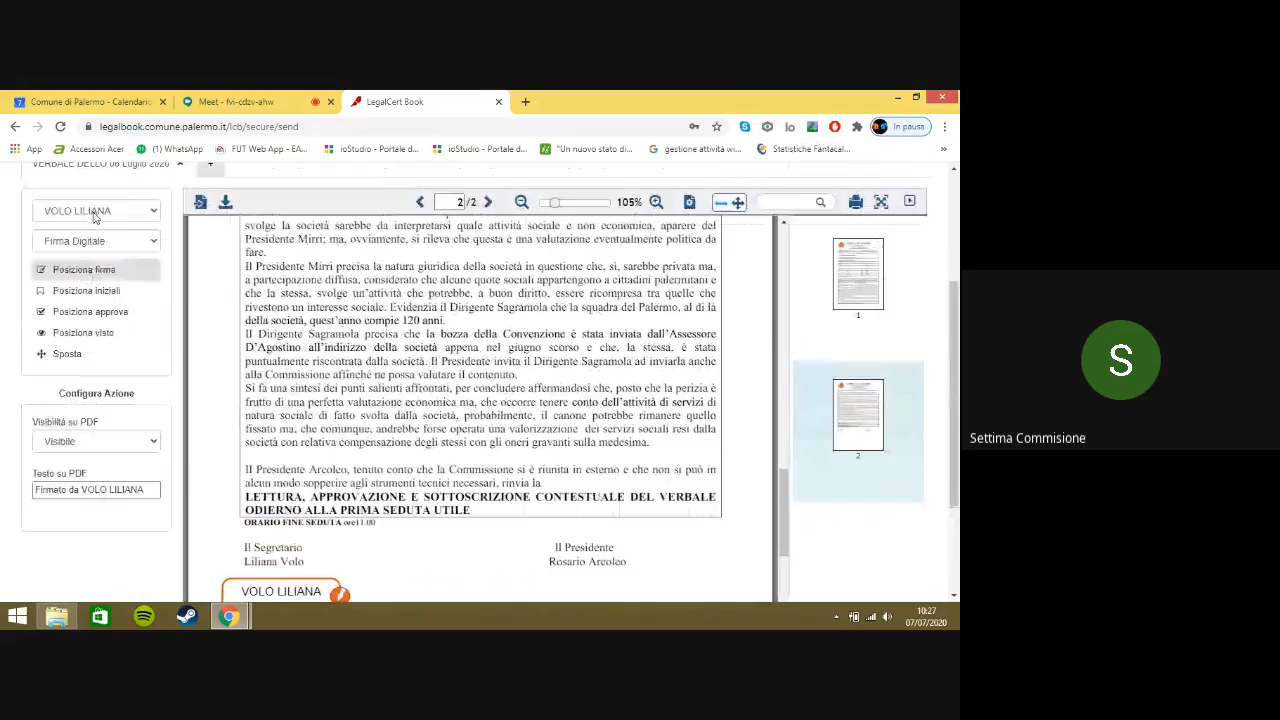 Comune di Palermo - Calendario
Meet - fvi-cdzv-ahw
LegalCert Book
legalbook.comune.palermo.it/lcb/secure/send
In pausa
App
Accessori Acer
(1) WhatsApp
FUT Web App - EA...
ioStudio - Portale d...
ioStudio - Portale d...
"Un nuovo stato di...
gestione attività wi...
Statistiche Fantacal...
VERBALE DELLO 06 Luglio 2020
VOLO LILIANA
Firma Digitale
Posiziona firma
Posiziona iniziali
Posiziona approva
Posiziona visto
Sposta
Configura Azione
Visibilità su PDF
Visibile
Testo su PDF
Firmato da VOLO LILIANA
2 /2
105%
svolge la società sarebbe da interpretarsi quale attività sociale e non economica, aparere del
Presidente Mirri; ma, ovviamente, si rileva che questa è una valutazione eventualmente politica da
fare.
Il Presidente Mirri precisa la natura giuridica della società in questione che, si, sarebbe privata ma,
a partecipazione diffusa, considerato che alcune quote sociali appartengono a cittadini palermitani e
che la stessa, svolge un'attività che potrebbe, a buon diritto, essere ricompresa tra quelle che
rivestono un interesse sociale. Evidenzia il Dirigente Sagramola che la squadra del Palermo, al di là
della società, quest'anno compie 120 anni.
Il Dirigente Sagramola precisa che la bozza della Convenzione è stata inviata dall'Assessore
D'Agostino all'indirizzo della società appena nel giugno scorso e che, la stessa, è stata
puntualmente riscontrata dalla società. Il Presidente invita il Dirigente Sagramola ad inviarla anche
alla Commissione affinché ne possa valutare il contenuto.
Si fa una sintesi dei punti salienti affrontati, per concludere affermandosi che, posto che la perizia è
frutto di una perfetta valutazione economica ma, che occorre tenere conto dell'attività di servizi di
natura sociale di fatto svolta dalla società, probabilmente, il canone potrebbe rimanere quello
fissato ma, che comunque, andrebbe forse operata una valorizzazione dei servizi sociali resi dalla
società con relativa compensazione degli stessi con gli oneri gravanti sulla medesima.
Il Presidente Arcoleo, tenuto conto che la Commissione si è riunita in esterno e che non si può in
alcun modo sopperire agli strumenti tecnici necessari, rinvia la
LETTURA, APPROVAZIONE E SOTTOSCRIZIONE CONTESTUALE DEL VERBALE
ODIERNO ALLA PRIMA SEDUTA UTILE
ORARIO FINE SEDUTA ore11.00
Il Segretario
Il Presidente
Liliana Volo
Rosario Arcoleo
VOLO LILIANA
1
2
10:27
07/07/2020
S
Settima Commisione